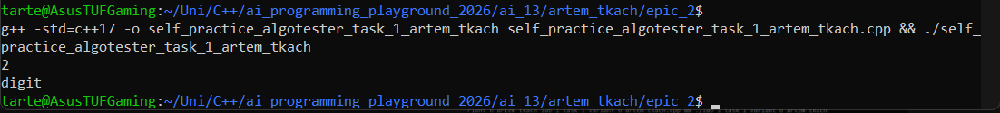 tarte@AsusTUFGaming:~/Uni/C++/ai_programming_playground_2026/ai_13/artem_tkach/epic_2$
g++ -std=c++17 -o self_practice_algotester_task_1_artem_tkach self_practice_algotester_task_1_artem_tkach.cpp && ./self_
practice_algotester_task_1_artem_tkach
2
digit
tarte@AsusTUFGaming:~/Uni/C++/ai_programming_playground_2026/ai_13/artem_tkach/epic_2$